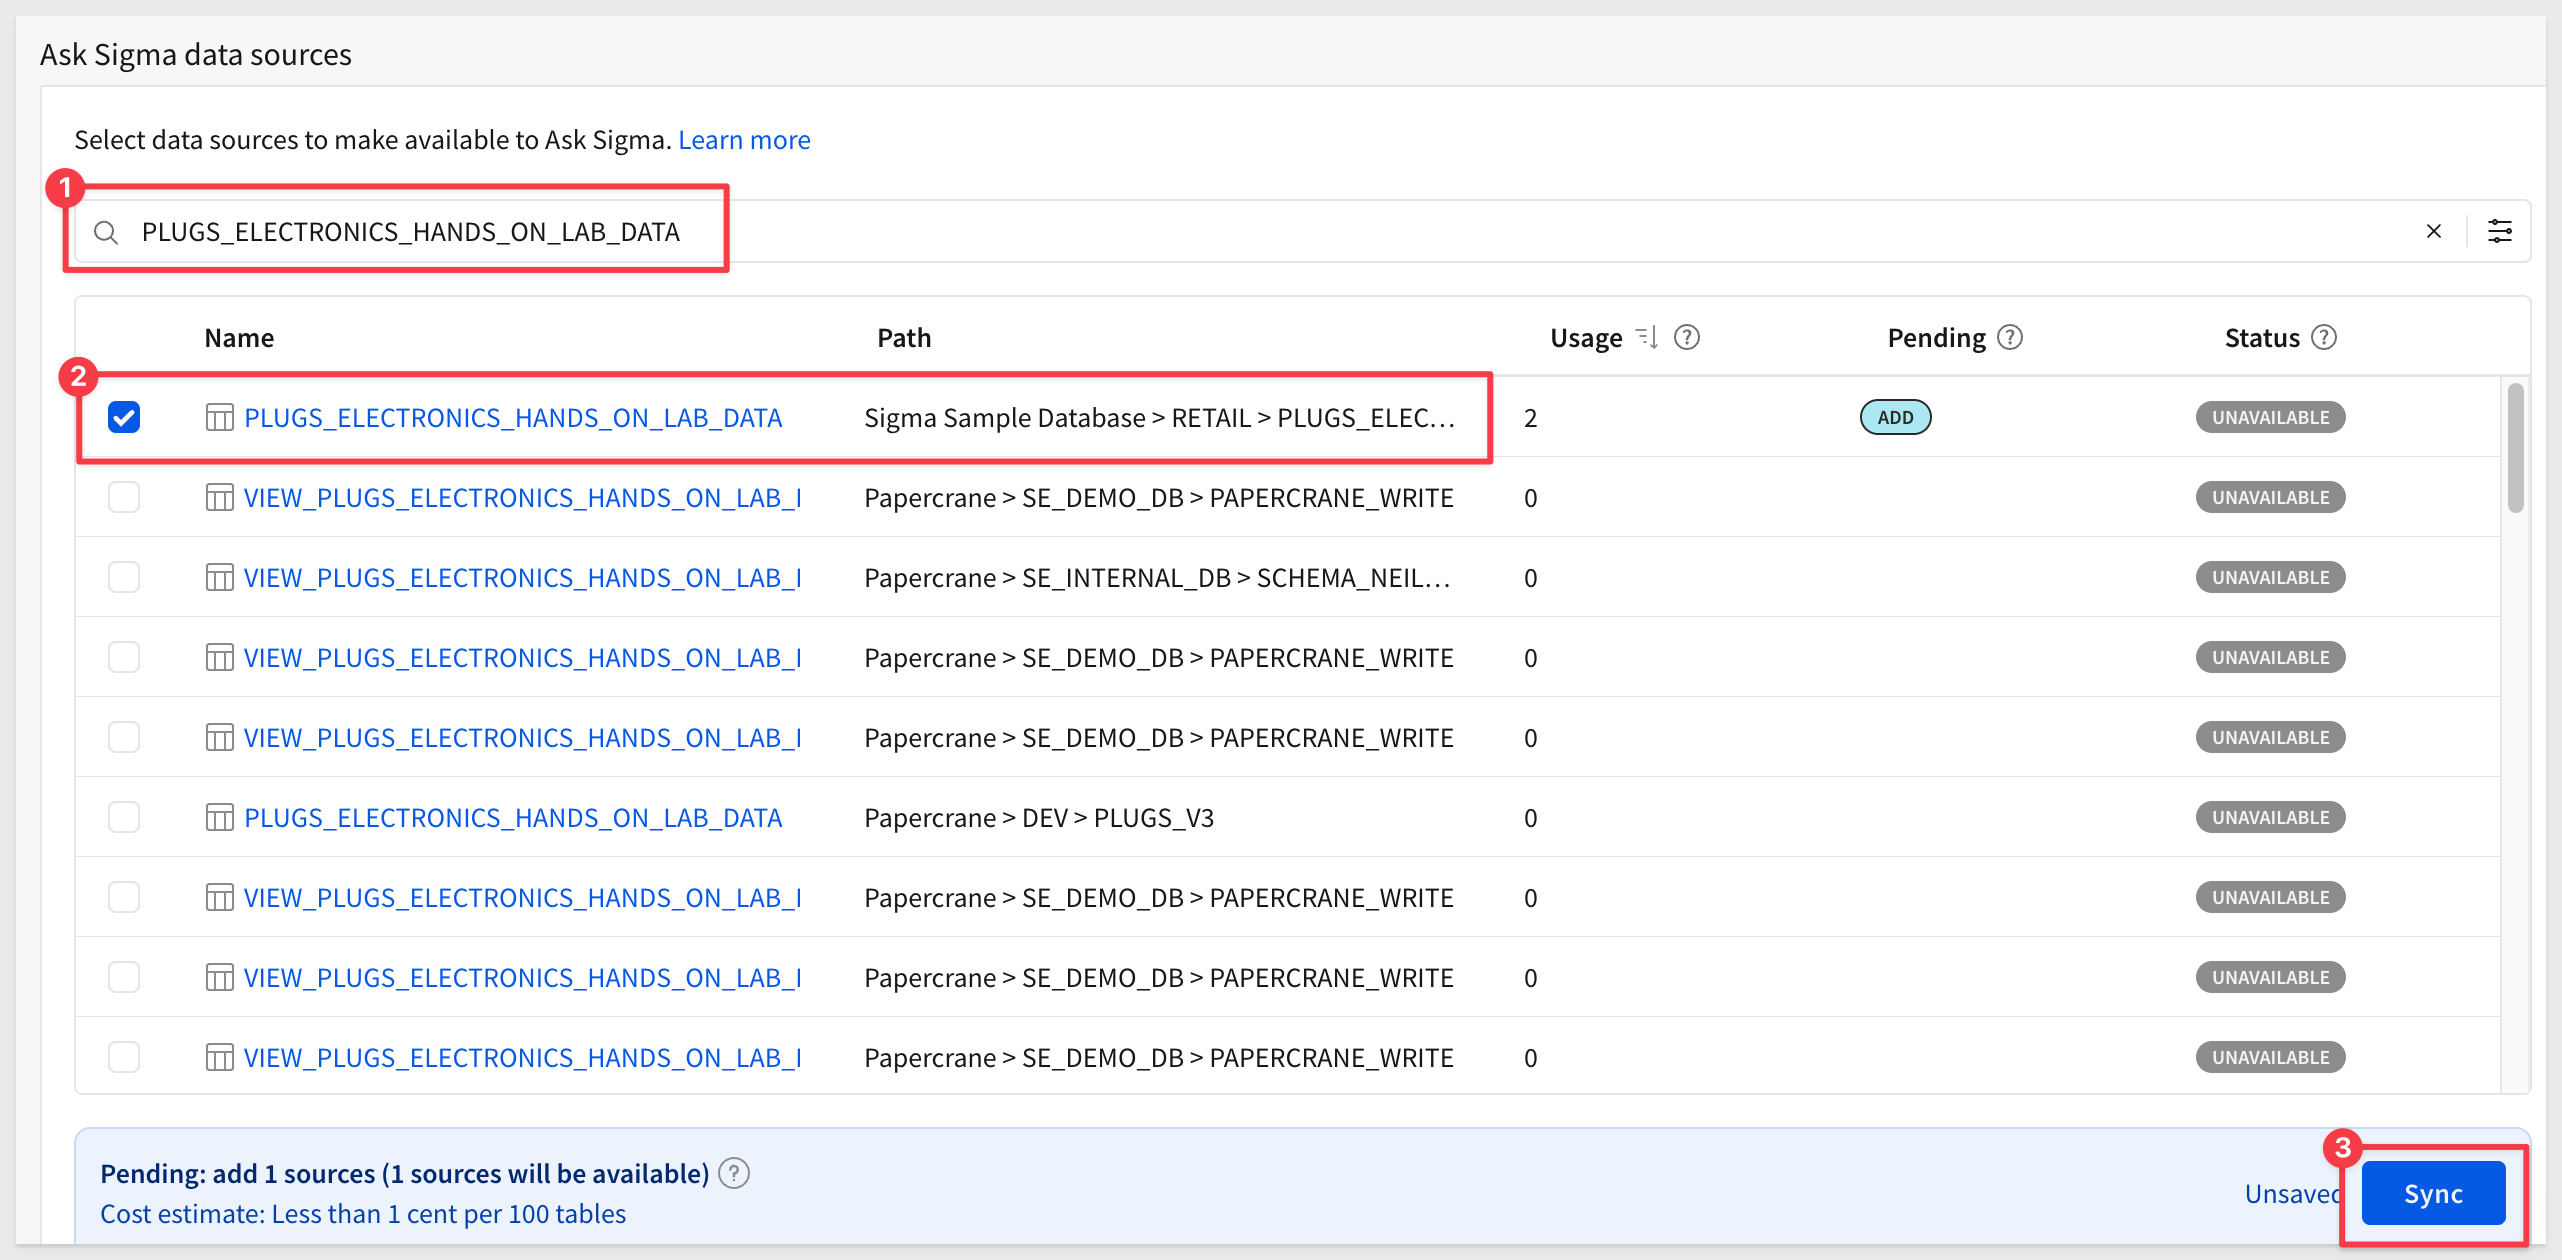 Ask Sigma data sources
Select data sources to make available to Ask Sigma. Learn more
1
PLUGS_ELECTRONICS_HANDS_ON_LAB_DATA
Name Path Usage Pending Status
2
PLUGS_ELECTRONICS_HANDS_ON_LAB_DATA Sigma Sample Database > RETAIL > PLUGS_ELEC... 2 ADD UNAVAILABLE
VIEW_PLUGS_ELECTRONICS_HANDS_ON_LAB_I Papercrane > SE_DEMO_DB > PAPERCRANE_WRITE 0 UNAVAILABLE
VIEW_PLUGS_ELECTRONICS_HANDS_ON_LAB_I Papercrane > SE_INTERNAL_DB > SCHEMA_NEIL... 0 UNAVAILABLE
VIEW_PLUGS_ELECTRONICS_HANDS_ON_LAB_I Papercrane > SE_DEMO_DB > PAPERCRANE_WRITE 0 UNAVAILABLE
VIEW_PLUGS_ELECTRONICS_HANDS_ON_LAB_I Papercrane > SE_DEMO_DB > PAPERCRANE_WRITE 0 UNAVAILABLE
PLUGS_ELECTRONICS_HANDS_ON_LAB_DATA Papercrane > DEV > PLUGS_V3 0 UNAVAILABLE
VIEW_PLUGS_ELECTRONICS_HANDS_ON_LAB_I Papercrane > SE_DEMO_DB > PAPERCRANE_WRITE 0 UNAVAILABLE
VIEW_PLUGS_ELECTRONICS_HANDS_ON_LAB_I Papercrane > SE_DEMO_DB > PAPERCRANE_WRITE 0 UNAVAILABLE
VIEW_PLUGS_ELECTRONICS_HANDS_ON_LAB_I Papercrane > SE_DEMO_DB > PAPERCRANE_WRITE 0 UNAVAILABLE
Pending: add 1 sources (1 sources will be available)
Cost estimate: Less than 1 cent per 100 tables
3
Unsaved Sync